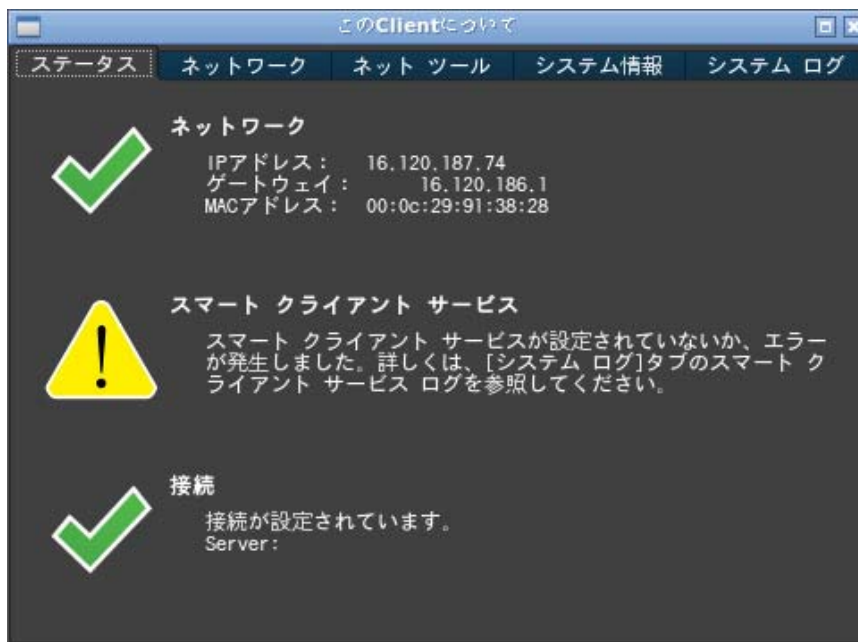 このClientについて
ステータス ネットワーク ネット ツール システム情報 システム ログ
ネットワーク
IPアドレス： 16.120.187.74
ゲートウェイ： 16.120.186.1
MACアドレス： 00:0c:29:91:38:28
スマート クライアント サービス
スマート クライアント サービスが設定されていないか、エラー
が発生しました。詳しくは、[システム ログ]タブのスマート ク
ライアント サービス ログを参照してください。
接続
接続が設定されています。
Server: